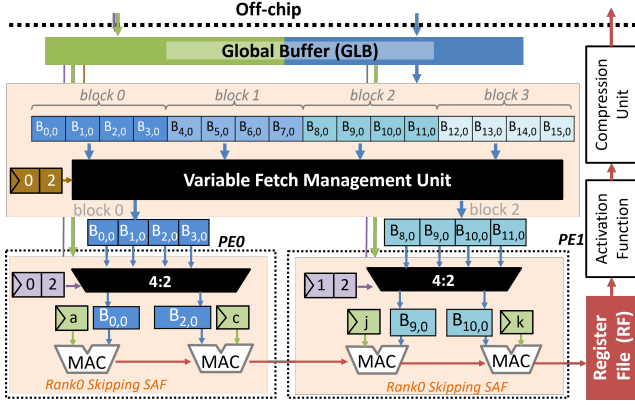 Off-chip
Global Buffer (GLB)
block 0 block 1 block 2 block 3
B0,0 B1,0 B2,0 B3,0 B4,0 B5,0 B6,0 B7,0 B8,0 B9,0 B10,0 B11,0 B12,0 B13,0 B14,0 B15,0
0 2
Variable Fetch Management Unit
block 0
block 2
B0,0 B1,0 B2,0 B3,0
PE0
B8,0 B9,0 B10,0 B11,0
PE1
0 2
4:2
1 2
4:2
a
B0,0
B2,0
c
j
B9,0
B10,0
k
MAC
MAC
MAC
MAC
Rank0 Skipping SAF
Rank0 Skipping SAF
Compression
Unit
Activation
Function
Register
File (RF)